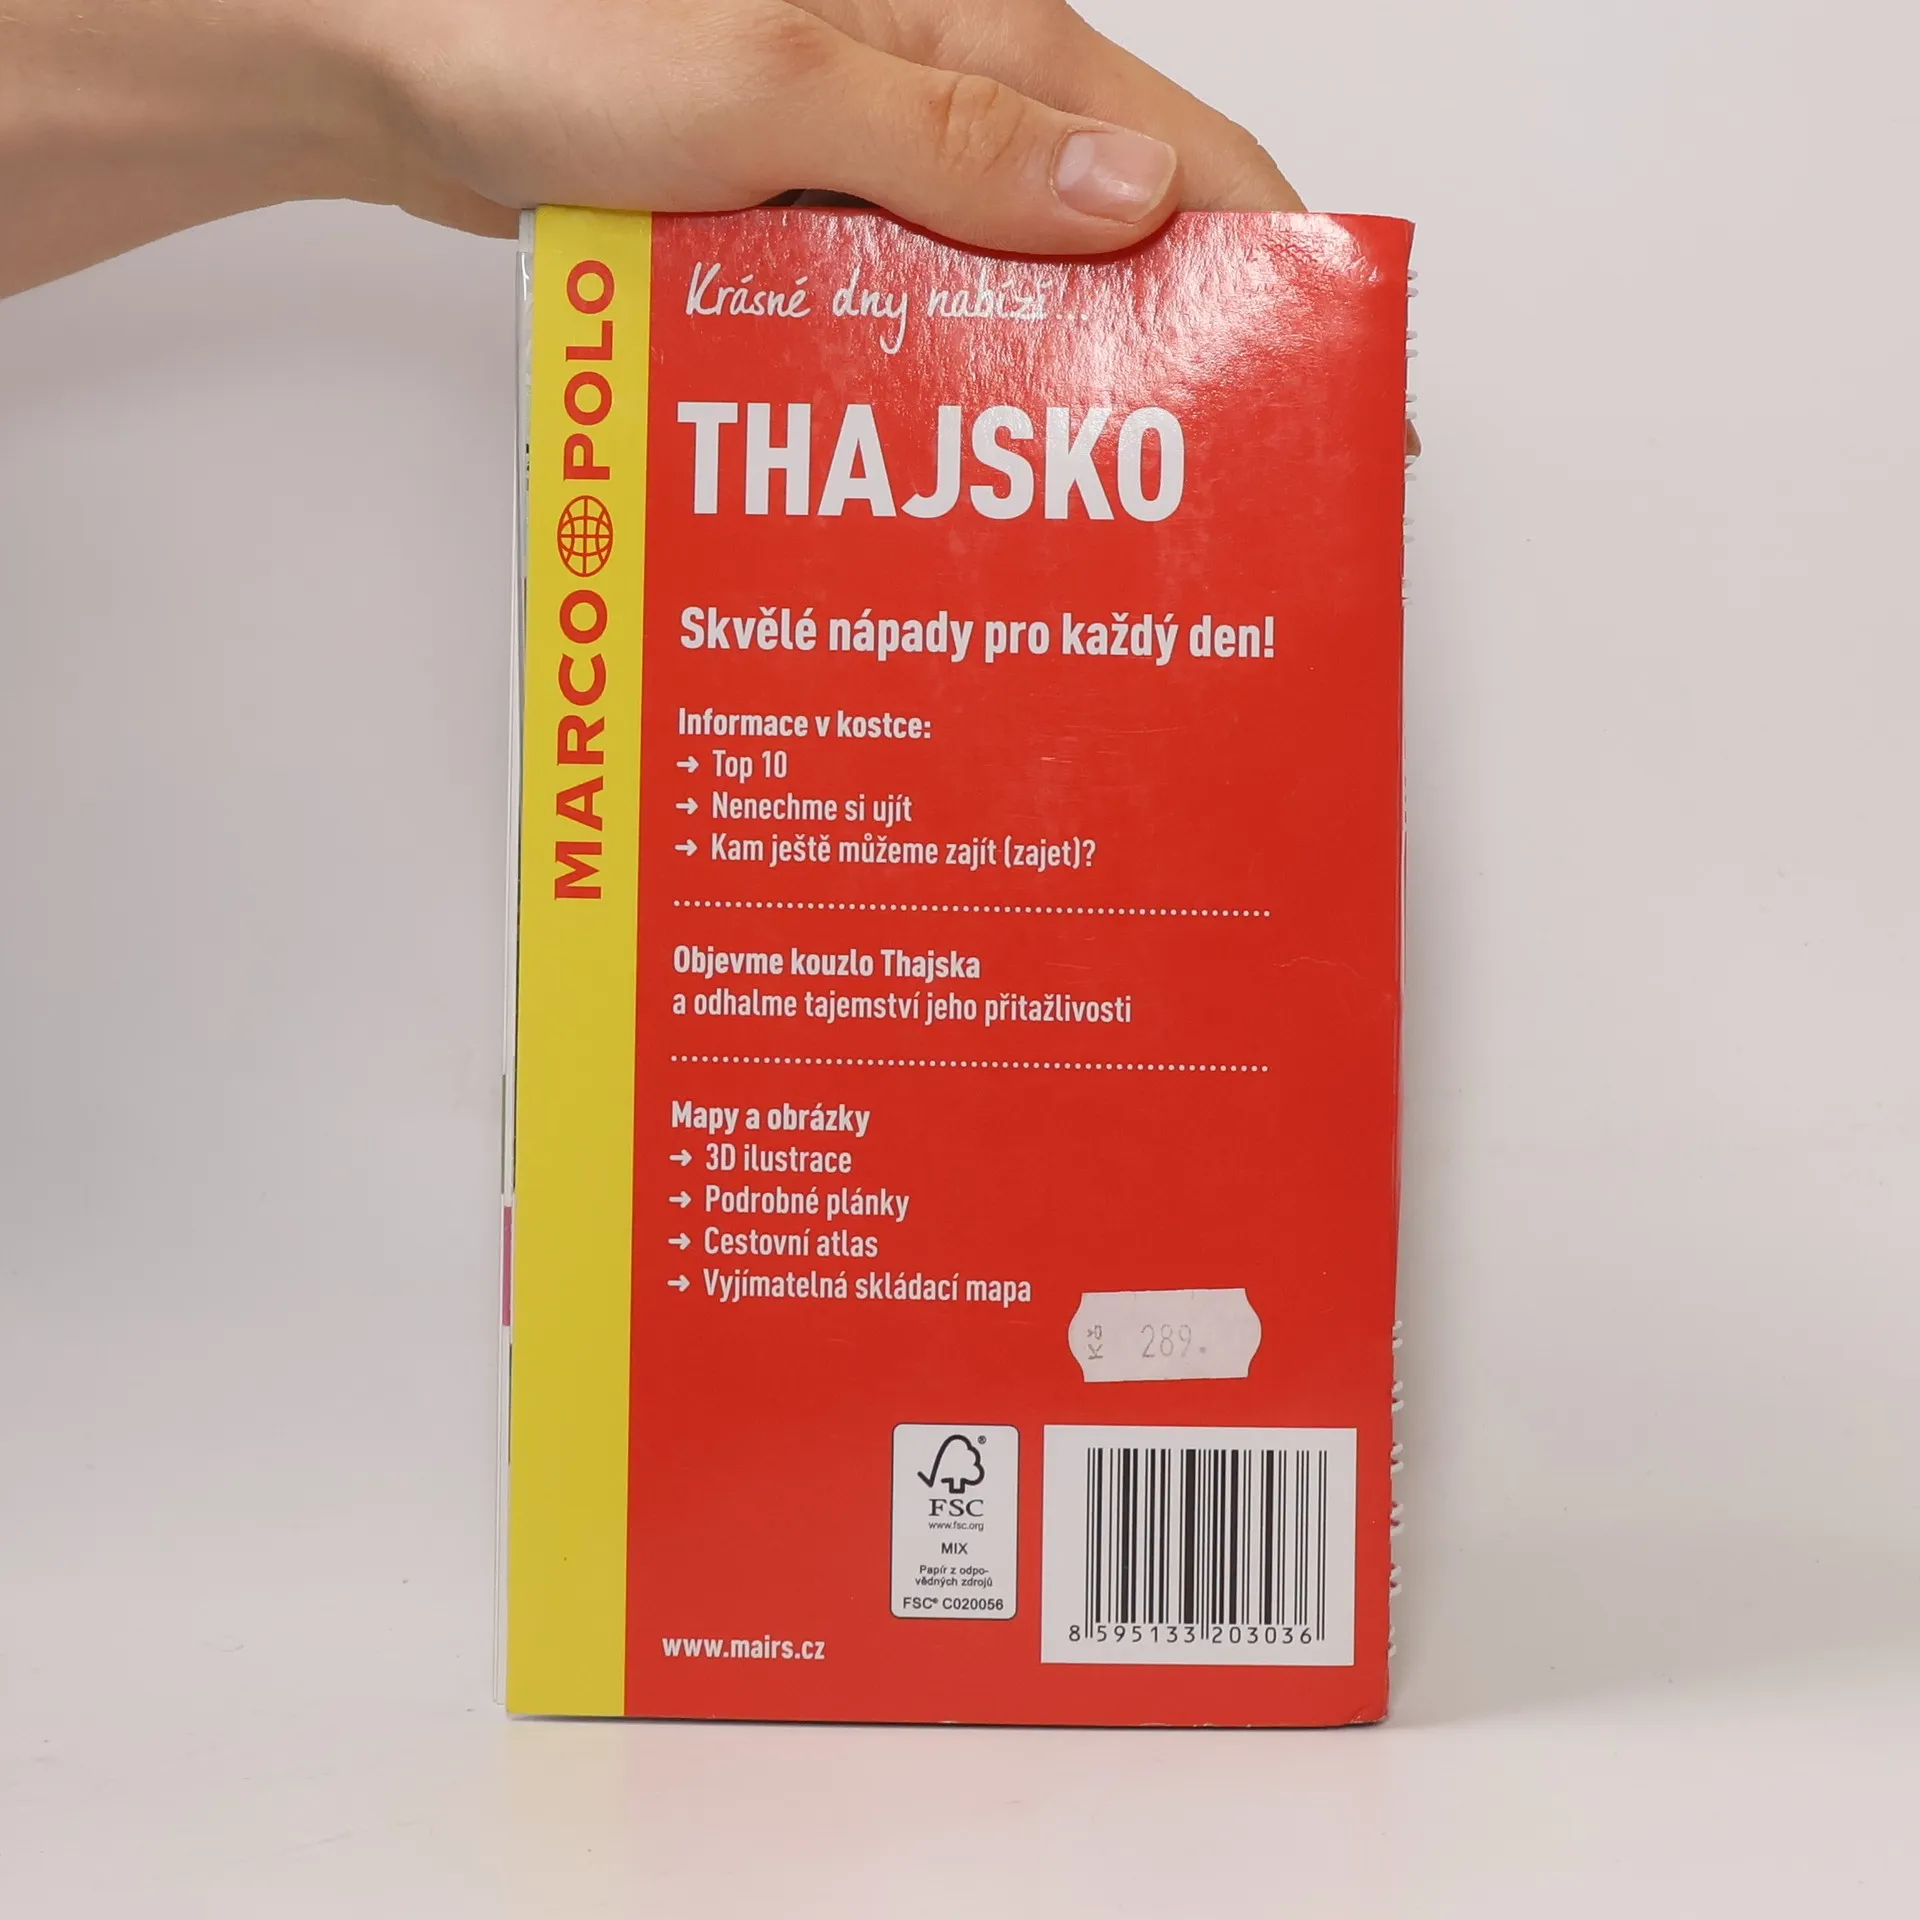 MARCO POLO
Krásné dny nabízí...
THAJSKO
Skvělé nápady pro každý den!
Informace v kostce:
➔ Top 10
➔ Nenechme si ujít
➔ Kam ještě můžeme zajít (zajet)?
Objevme kouzlo Thajska
a odhalme tajemství jeho přitažlivosti
Mapy a obrázky
➔ 3D ilustrace
➔ Podrobné plánky
➔ Cestovní atlas
➔ Vyjímatelná skládací mapa
Kč 289.
®
FSC
www.fsc.org
MIX
Papír z odpo-
vědných zdrojů
FSC® C020056
8 595133 203036
www.mairs.cz